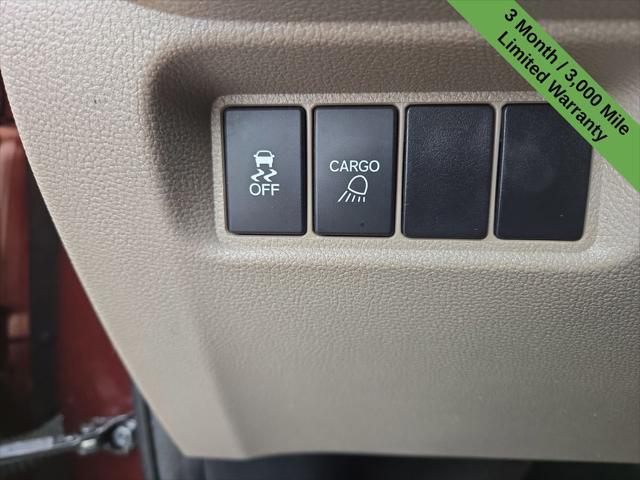 3 Month / 3,000 Mile
Limited Warranty
OFF
CARGO